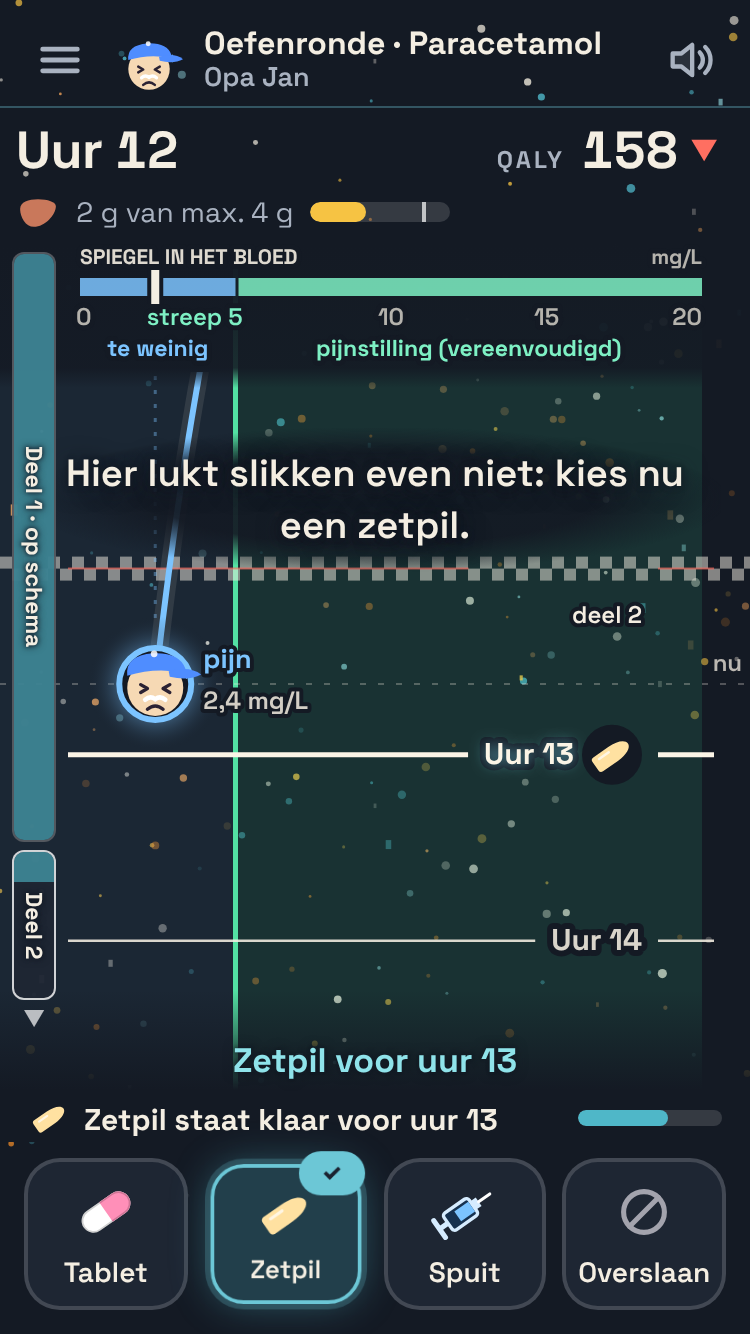 Oefenronde · Paracetamol
Opa Jan
Uur 12
QALY 158
2 g van max. 4 g
SPIEGEL IN HET BLOED mg/L
0 streep 5 10 15 20
te weinig pijnstilling (vereenvoudigd)
Deel 1 · op schema
Hier lukt slikken even niet: kies nu
een zetpil.
deel 2
nu
pijn
2,4 mg/L
Uur 13
Deel 2
Uur 14
Zetpil voor uur 13
Zetpil staat klaar voor uur 13
Tablet Zetpil Spuit Overslaan